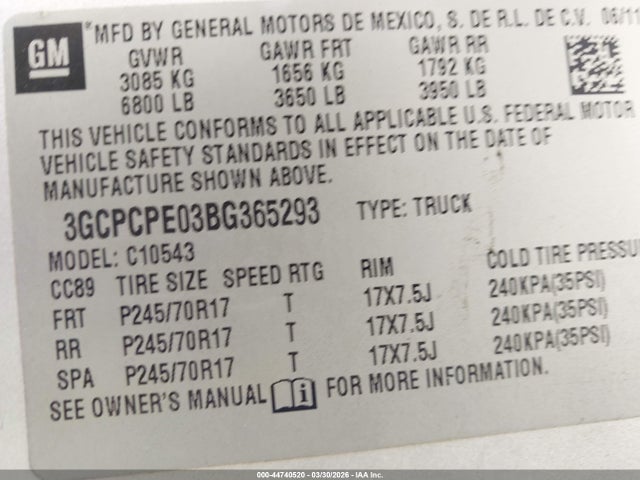 GM
*MFD BY GENERAL MOTORS DE MEXICO, S. DE R.L. DE C.V. 06/11
GVWR GAWR FRT GAWR RR
3085 KG 1656 KG 1792 KG
6800 LB 3650 LB 3950 LB
THIS VEHICLE CONFORMS TO ALL APPLICABLE U.S. FEDERAL MOTOR
VEHICLE SAFETY STANDARDS IN EFFECT ON THE DATE OF
MANUFACTURE SHOWN ABOVE.
3GCPCPE03BG365293 TYPE: TRUCK
MODEL: C10543
CC89 TIRE SIZE SPEED RTG RIM COLD TIRE PRESSU
FRT P245/70R17 T 17X7.5J 240KPA(35PSI)
RR P245/70R17 T 17X7.5J 240KPA(35PSI)
SPA P245/70R17 T 17X7.5J 240KPA(35PSI)
SEE OWNER'S MANUAL i FOR MORE INFORMATION.
000-44740520 | 03/30/2026 | IAA Inc.